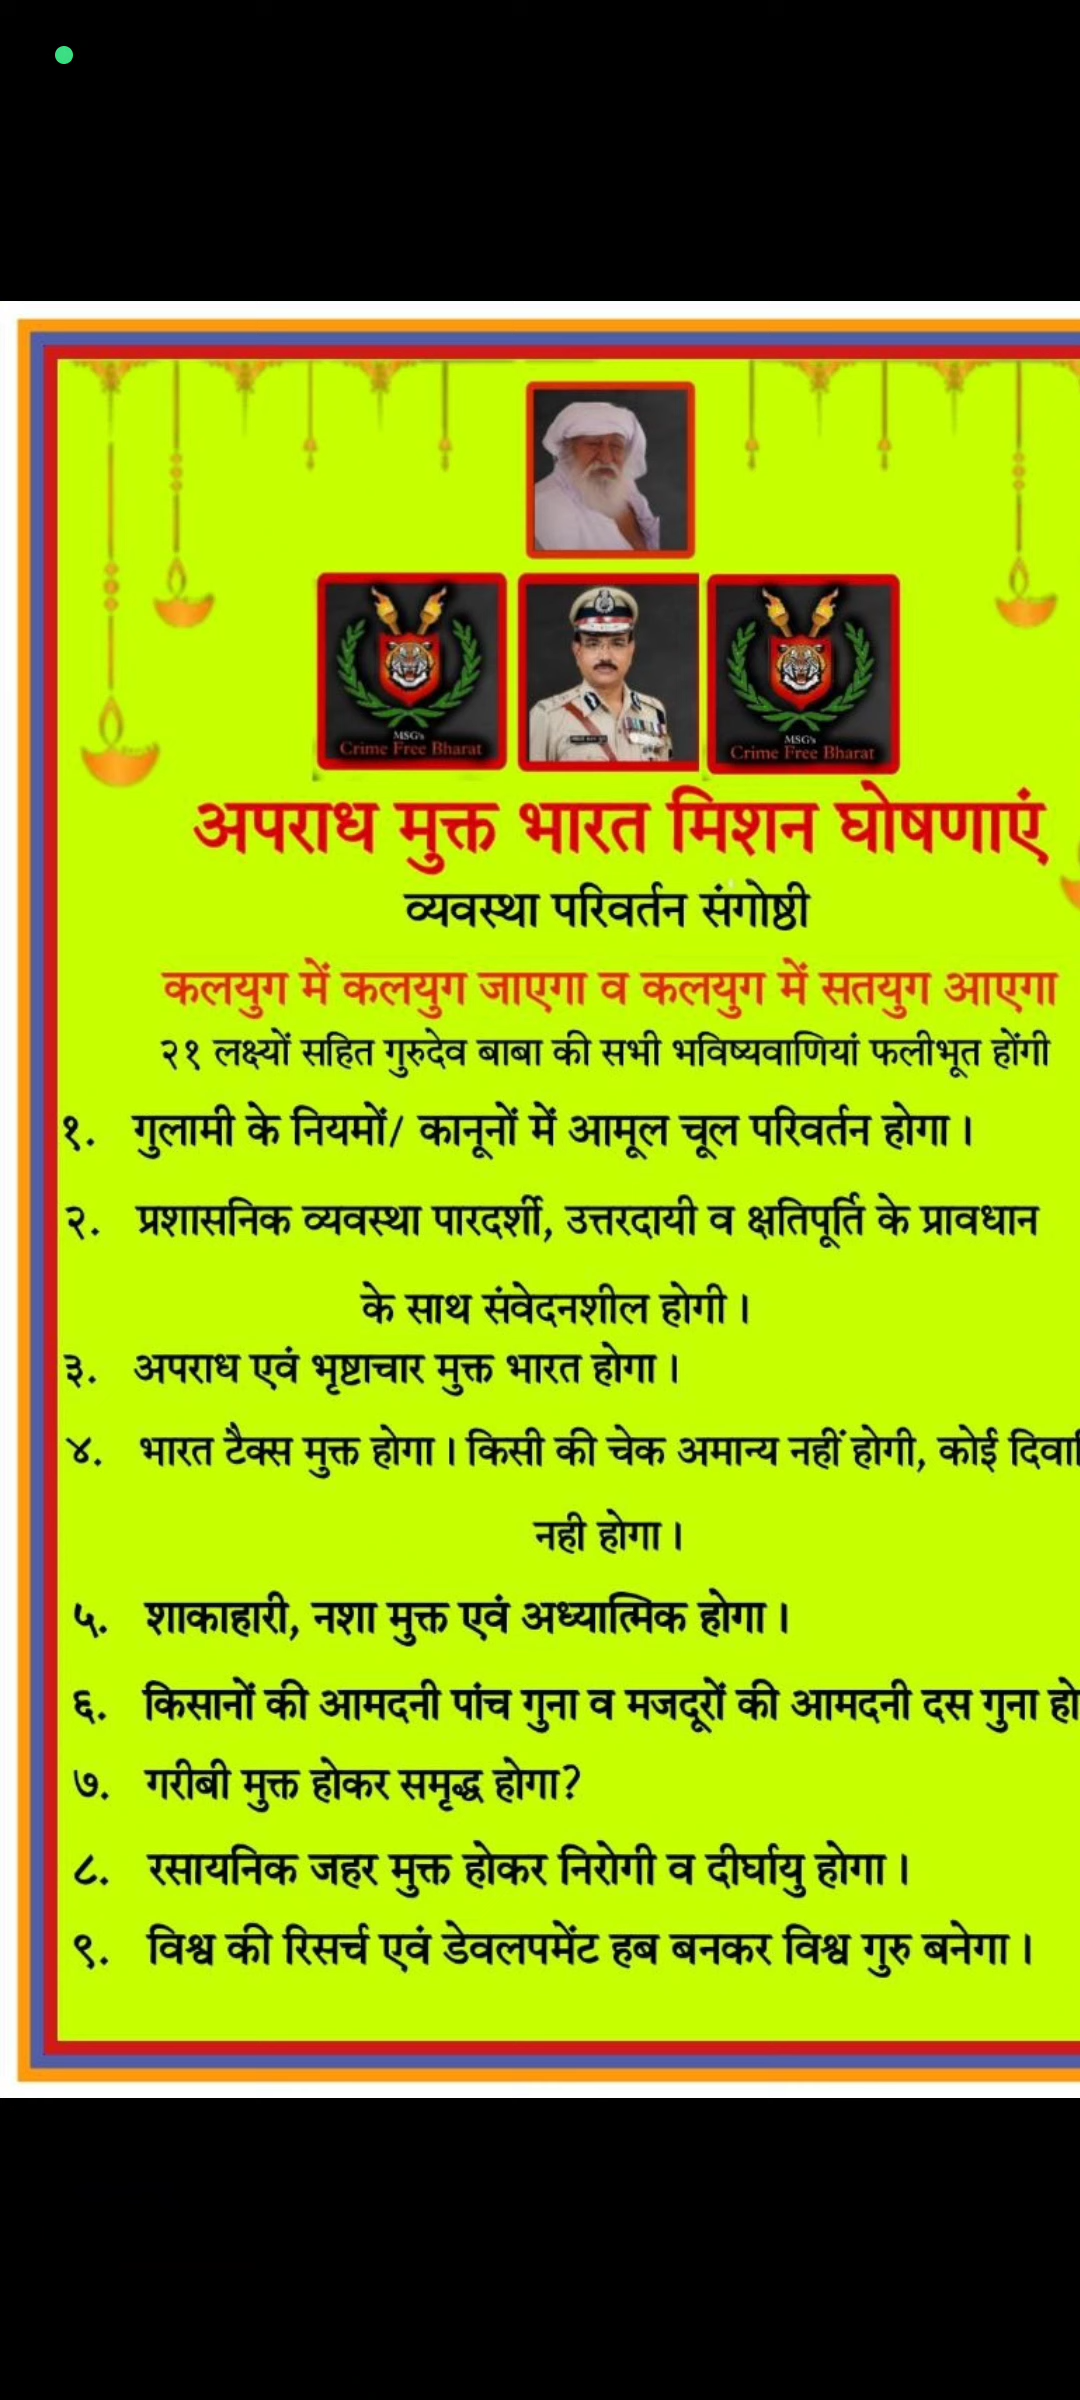 MSG's
Crime Free Bharat
MSG's
Crime Free Bharat
अपराध मुक्त भारत मिशन घोषणाएं
व्यवस्था परिवर्तन संगोष्ठी
कलयुग में कलयुग जाएगा व कलयुग में सतयुग आएगा
२१ लक्ष्यों सहित गुरुदेव बाबा की सभी भविष्यवाणियां फलीभूत होंगी
१. गुलामी के नियमों/ कानूनों में आमूल चूल परिवर्तन होगा।
२. प्रशासनिक व्यवस्था पारदर्शी, उत्तरदायी व क्षतिपूर्ति के प्रावधान
के साथ संवेदनशील होगी।
३. अपराध एवं भृष्टाचार मुक्त भारत होगा।
४. भारत टैक्स मुक्त होगा। किसी की चेक अमान्य नहीं होगी, कोई
नही होगा।
५. शाकाहारी, नशा मुक्त एवं अध्यात्मिक होगा।
६. किसानों की आमदनी पांच गुना व मजदूरों की आमदनी दस गुना
७. गरीबी मुक्त होकर समृद्ध होगा?
८. रसायनिक जहर मुक्त होकर निरोगी व दीर्घायु होगा।
९. विश्व की रिसर्च एवं डेवलपमेंट हब बनकर विश्व गुरु बनेगा।